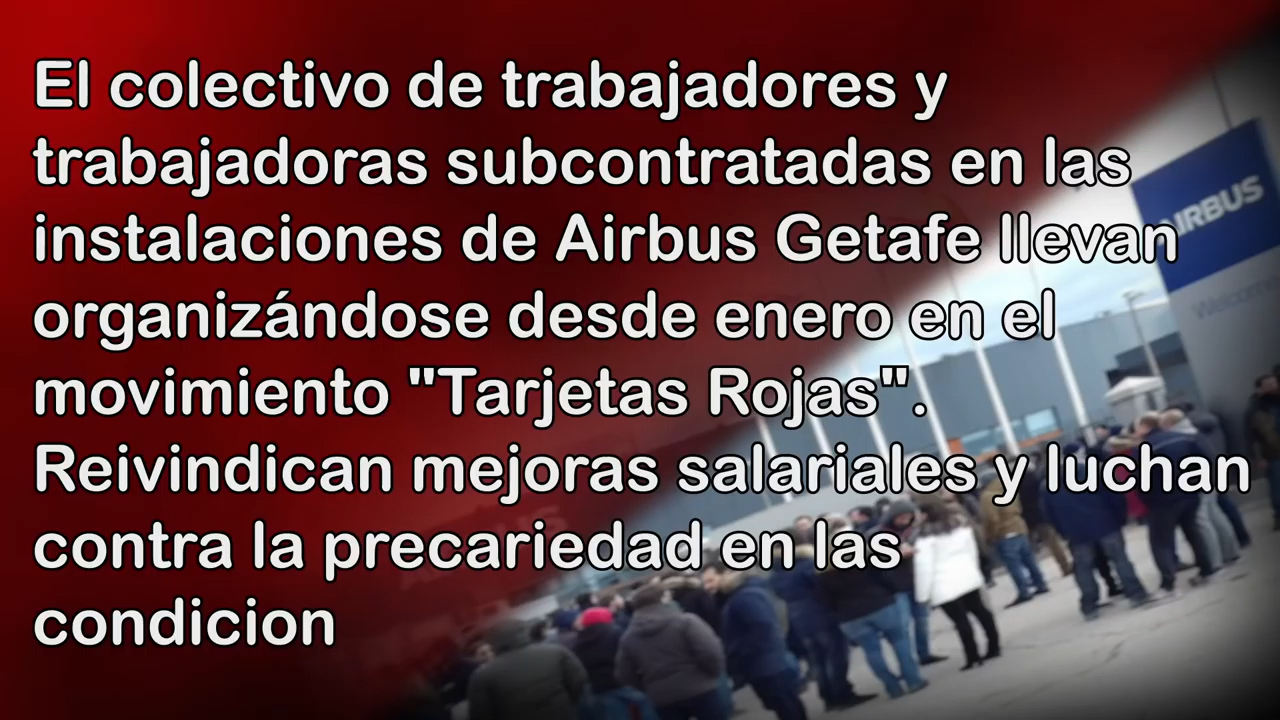 El colectivo de trabajadores y
trabajadoras subcontratadas en las
instalaciones de Airbus Getafe llevan
organizándose desde enero en el
movimiento "Tarjetas Rojas".
Reivindican mejoras salariales y luchan
contra la precariedad en las
condicion
AIRBUS
Welcome